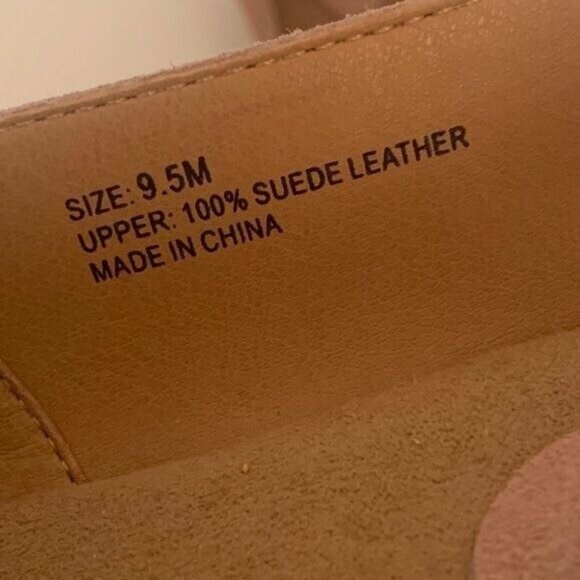 SIZE: 9.5M
UPPER: 100% SUEDE LEATHER
MADE IN CHINA